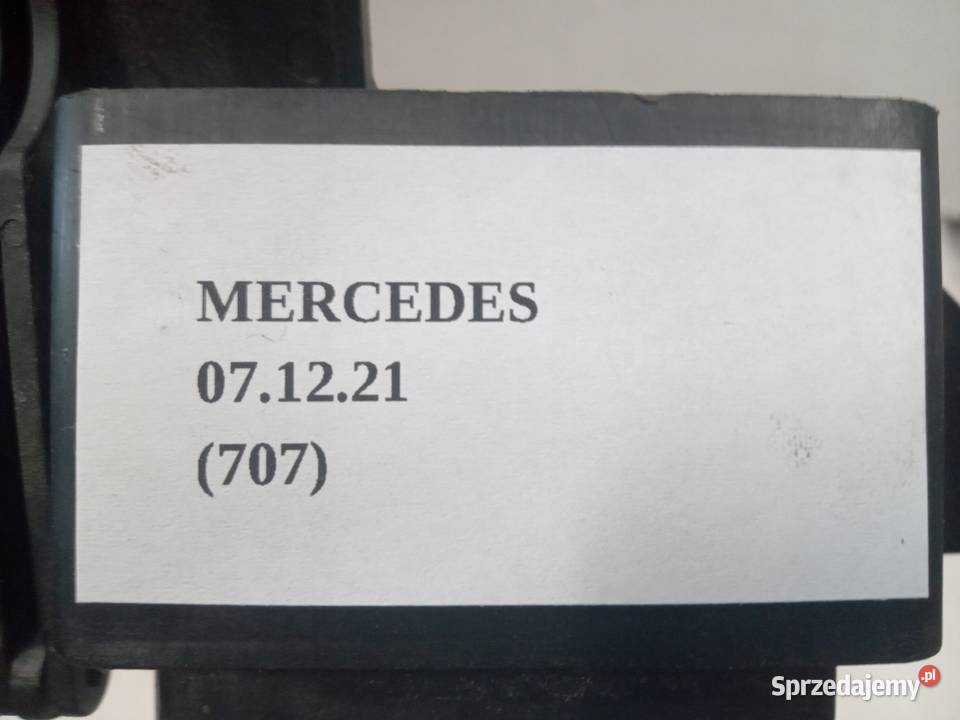 MERCEDES
07.12.21
(707)
Sprzedajemy.pl